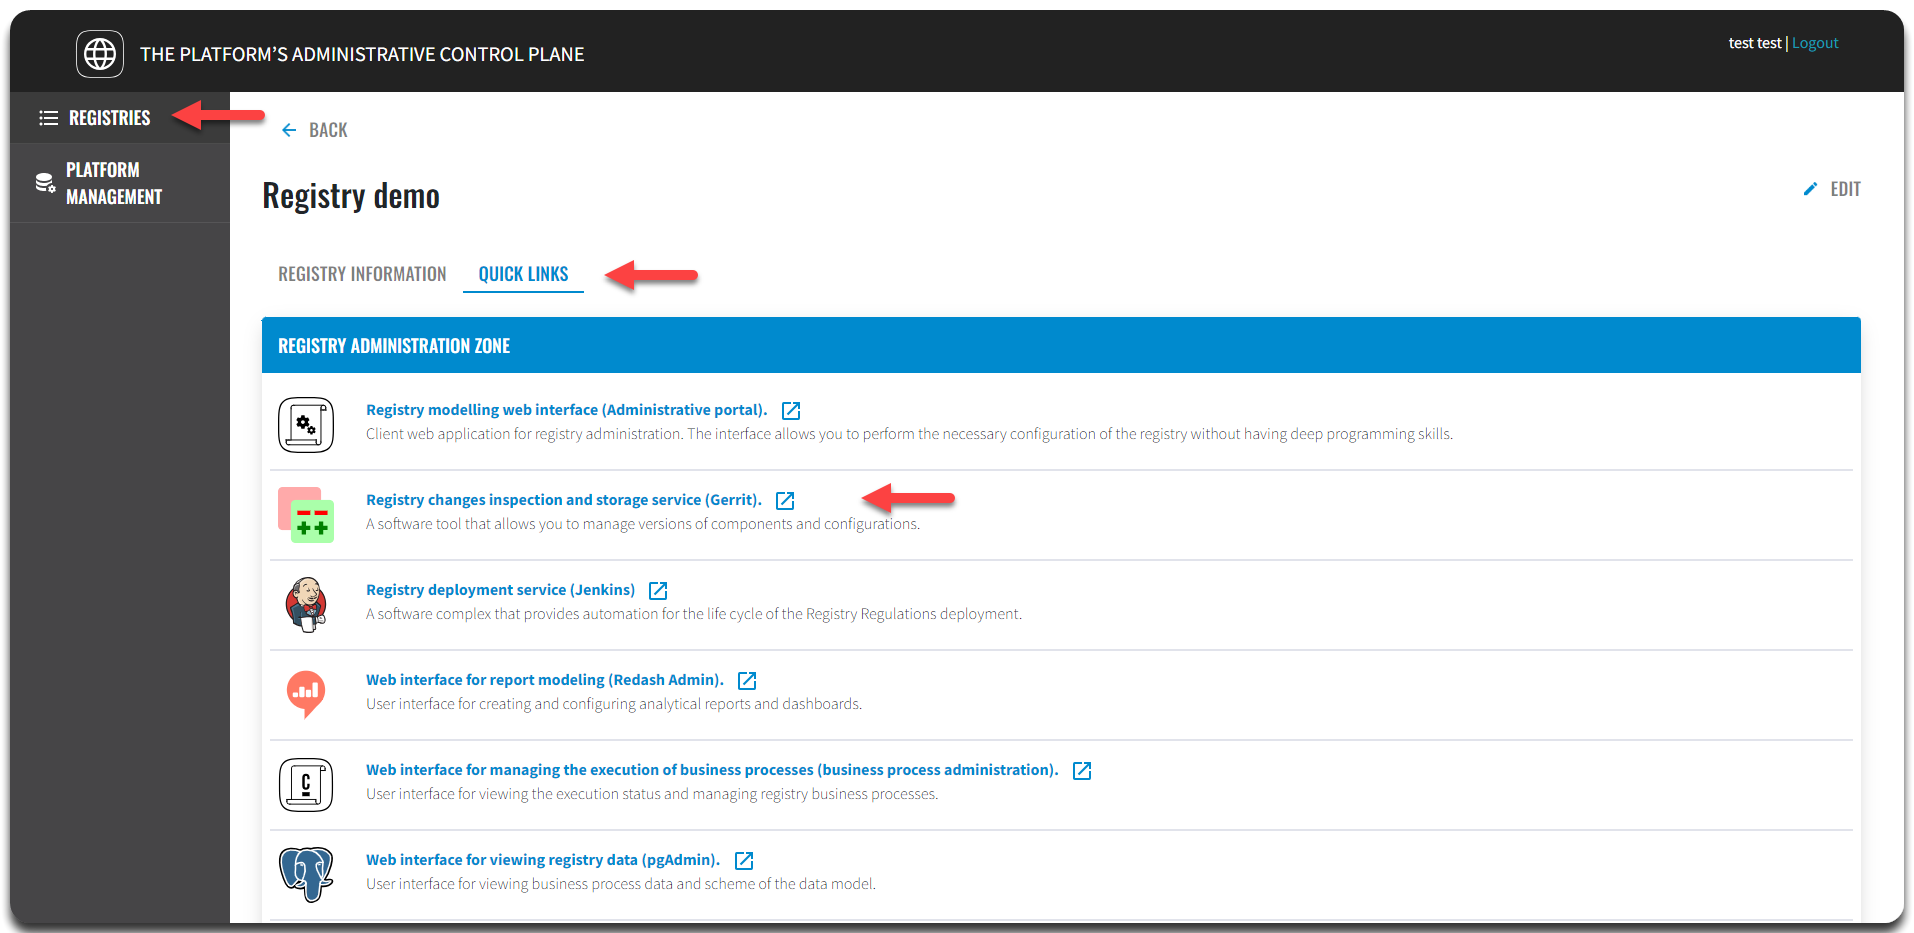 THE PLATFORM’S ADMINISTRATIVE CONTROL PLANE
test test | Logout
REGISTRIES
PLATFORM
MANAGEMENT
BACK
Registry demo
EDIT
REGISTRY INFORMATION
QUICK LINKS
REGISTRY ADMINISTRATION ZONE
Registry modelling web interface (Administrative portal).
Client web application for registry administration. The interface allows you to perform the necessary configuration of the registry without having deep programming skills.
Registry changes inspection and storage service (Gerrit).
A software tool that allows you to manage versions of components and configurations.
Registry deployment service (Jenkins)
A software complex that provides automation for the life cycle of the Registry Regulations deployment.
Web interface for report modeling (Redash Admin).
User interface for creating and configuring analytical reports and dashboards.
Web interface for managing the execution of business processes (business process administration).
User interface for viewing the execution status and managing registry business processes.
C
Web interface for viewing registry data (pgAdmin).
User interface for viewing business process data and scheme of the data model.